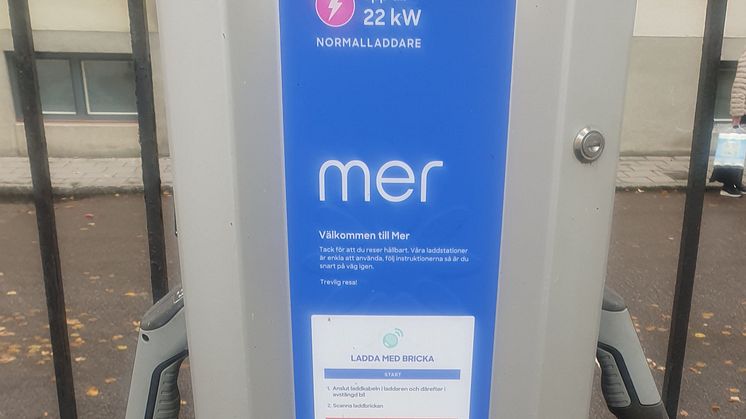 22 kW
NORMALLADDARE
mer
Välkommen till Mer
Tack för att du reser hållbart. Våra laddstationer
är enkla att använda, följ instruktionerna så är du
snart på väg igen.
Trevlig resa!
LADDA MED BRICKA
START
1. Anslut laddkabeln i laddaren och därefter i
avstängd bil
2. Scanna laddbrickan